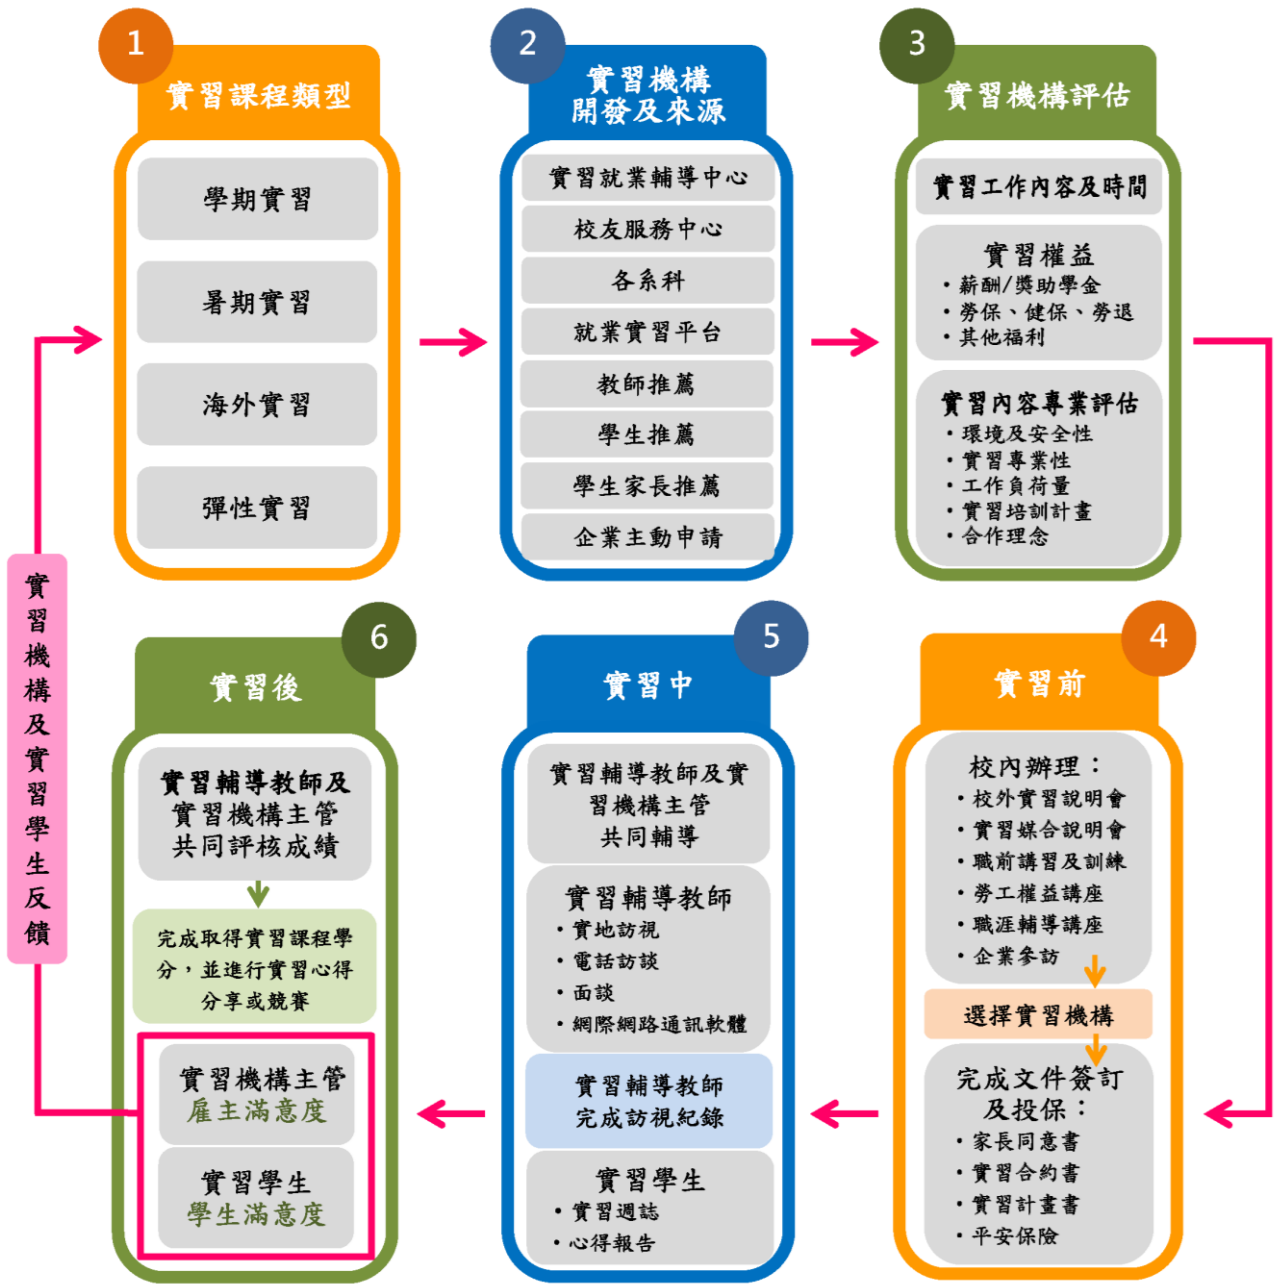 1
實習課程類型
學期實習
暑期實習
海外實習
彈性實習
2
實習機構
開發及來源
實習就業輔導中心
校友服務中心
各系科
就業實習平台
教師推薦
學生推薦
學生家長推薦
企業主動申請
3
實習機構評估
實習工作內容及時間
實習權益
・薪酬/獎助學金
・勞保、健保、勞退
・其他福利
實習內容專業評估
・環境及安全性
・實習專業性
・工作負荷量
・實習培訓計畫
・合作理念
4
實習前
校內辦理：
・校外實習說明會
・實習媒合說明會
・職前講習及訓練
・勞工權益講座
・職涯輔導講座
・企業參訪
選擇實習機構
完成文件簽訂
及投保：
・家長同意書
・實習合約書
・實習計畫書
・平安保險
5
實習中
實習輔導教師及實
習機構主管
共同輔導
實習輔導教師
・實地訪視
・電話訪談
・面談
・網際網路通訊軟體
實習輔導教師
完成訪視紀錄
實習學生
・實習週誌
・心得報告
6
實習後
實習輔導教師及
實習機構主管
共同評核成績
完成取得實習課程學
分，並進行實習心得
分享或競賽
實習機構主管
雇主滿意度
實習學生
學生滿意度
實習機構及實習學生反饋